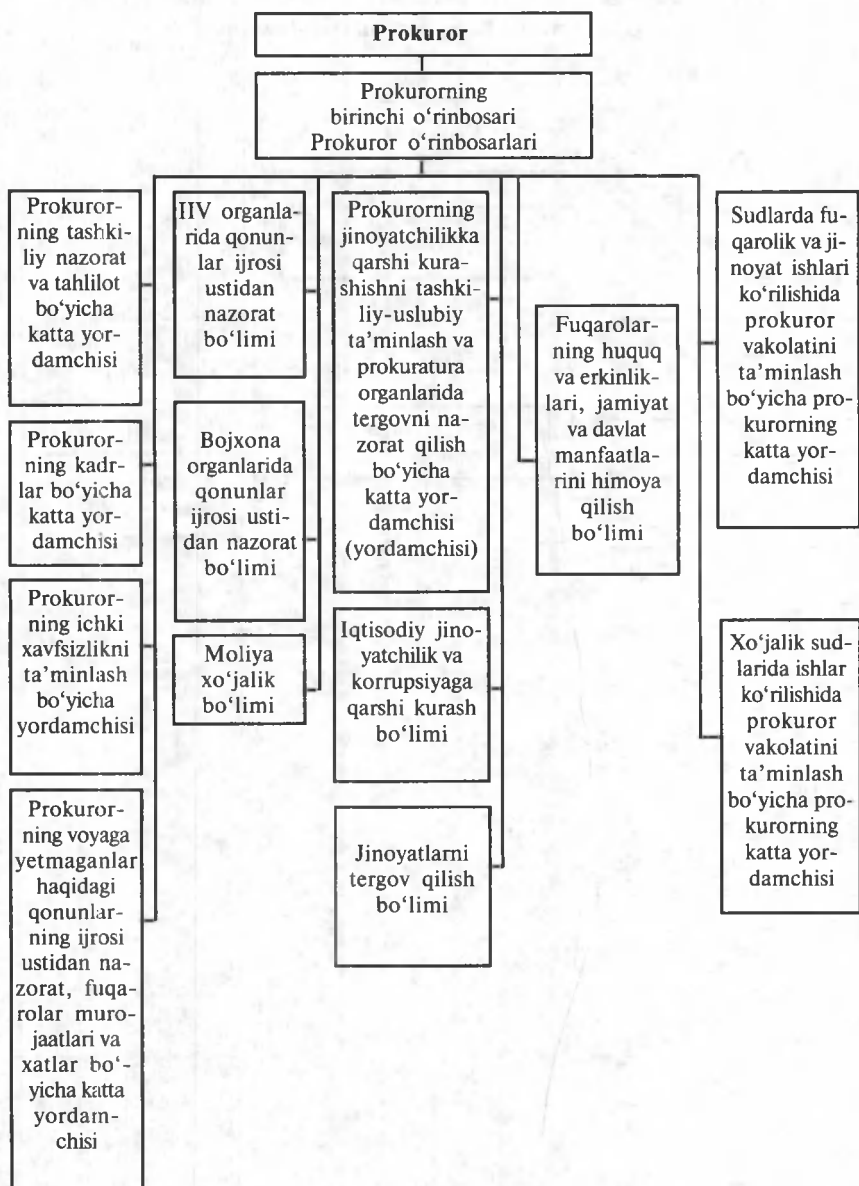 Prokuror
Prokurorning
birinchi o‘rinbosari
Prokuror o‘rinbosarlari
Prokuror-
ning tashki-
liy nazorat
va tahlilot
bo‘yicha
katta yor-
damchisi
Prokuror-
ning kadr-
lar bo‘yicha
katta yor-
damchisi
Prokuror-
ning ichki
xavfsizlikni
ta’minlash
bo‘yicha
yordamchisi
Prokuror-
ning voyaga
yetmaganlar
haqidagi
qonunlar-
ning ijrosi
ustidan na-
zorat, fuqa-
rolar muro-
jaatlari va
xatlar bo‘-
yicha katta
yordam-
chisi
IIV organla-
rida qonun-
lar ijrosi
ustidan
nazorat
bo‘limi
Bojxona
organlarida
qonunlar
ijrosi usti-
dan nazorat
bo‘limi
Moliya
xo‘jalik
bo‘limi
Prokurorning
jinoyatchilikka
qarshi kura-
shishni tashki-
liy-uslubiy
ta’minlash va
prokuratura
organlarida
tergovni na-
zorat qilish
bo‘yicha
katta yor-
damchisi
(yordamchisi)
Iqtisodiy jino-
yatchilik va
korrupsiyaga
qarshi kurash
bo‘limi
Jinoyatlarni
tergov qilish
bo‘limi
Fuqarolar-
ning huquq
va erkinlik-
lari, jamiyat
va davlat
manfaatla-
rini himoya
qilish
bo‘limi
Sudlarda fu-
qarolik va ji-
noyat ishlari
ko‘rilishida
prokuror
vakolatini
ta’minlash
bo‘yicha pro-
kurorning
katta yor-
damchisi
Xo‘jalik sud-
larida ishlar
ko‘rilishida
prokuror
vakolatini
ta’minlash
bo‘yicha pro-
kurorning
katta yor-
damchisi